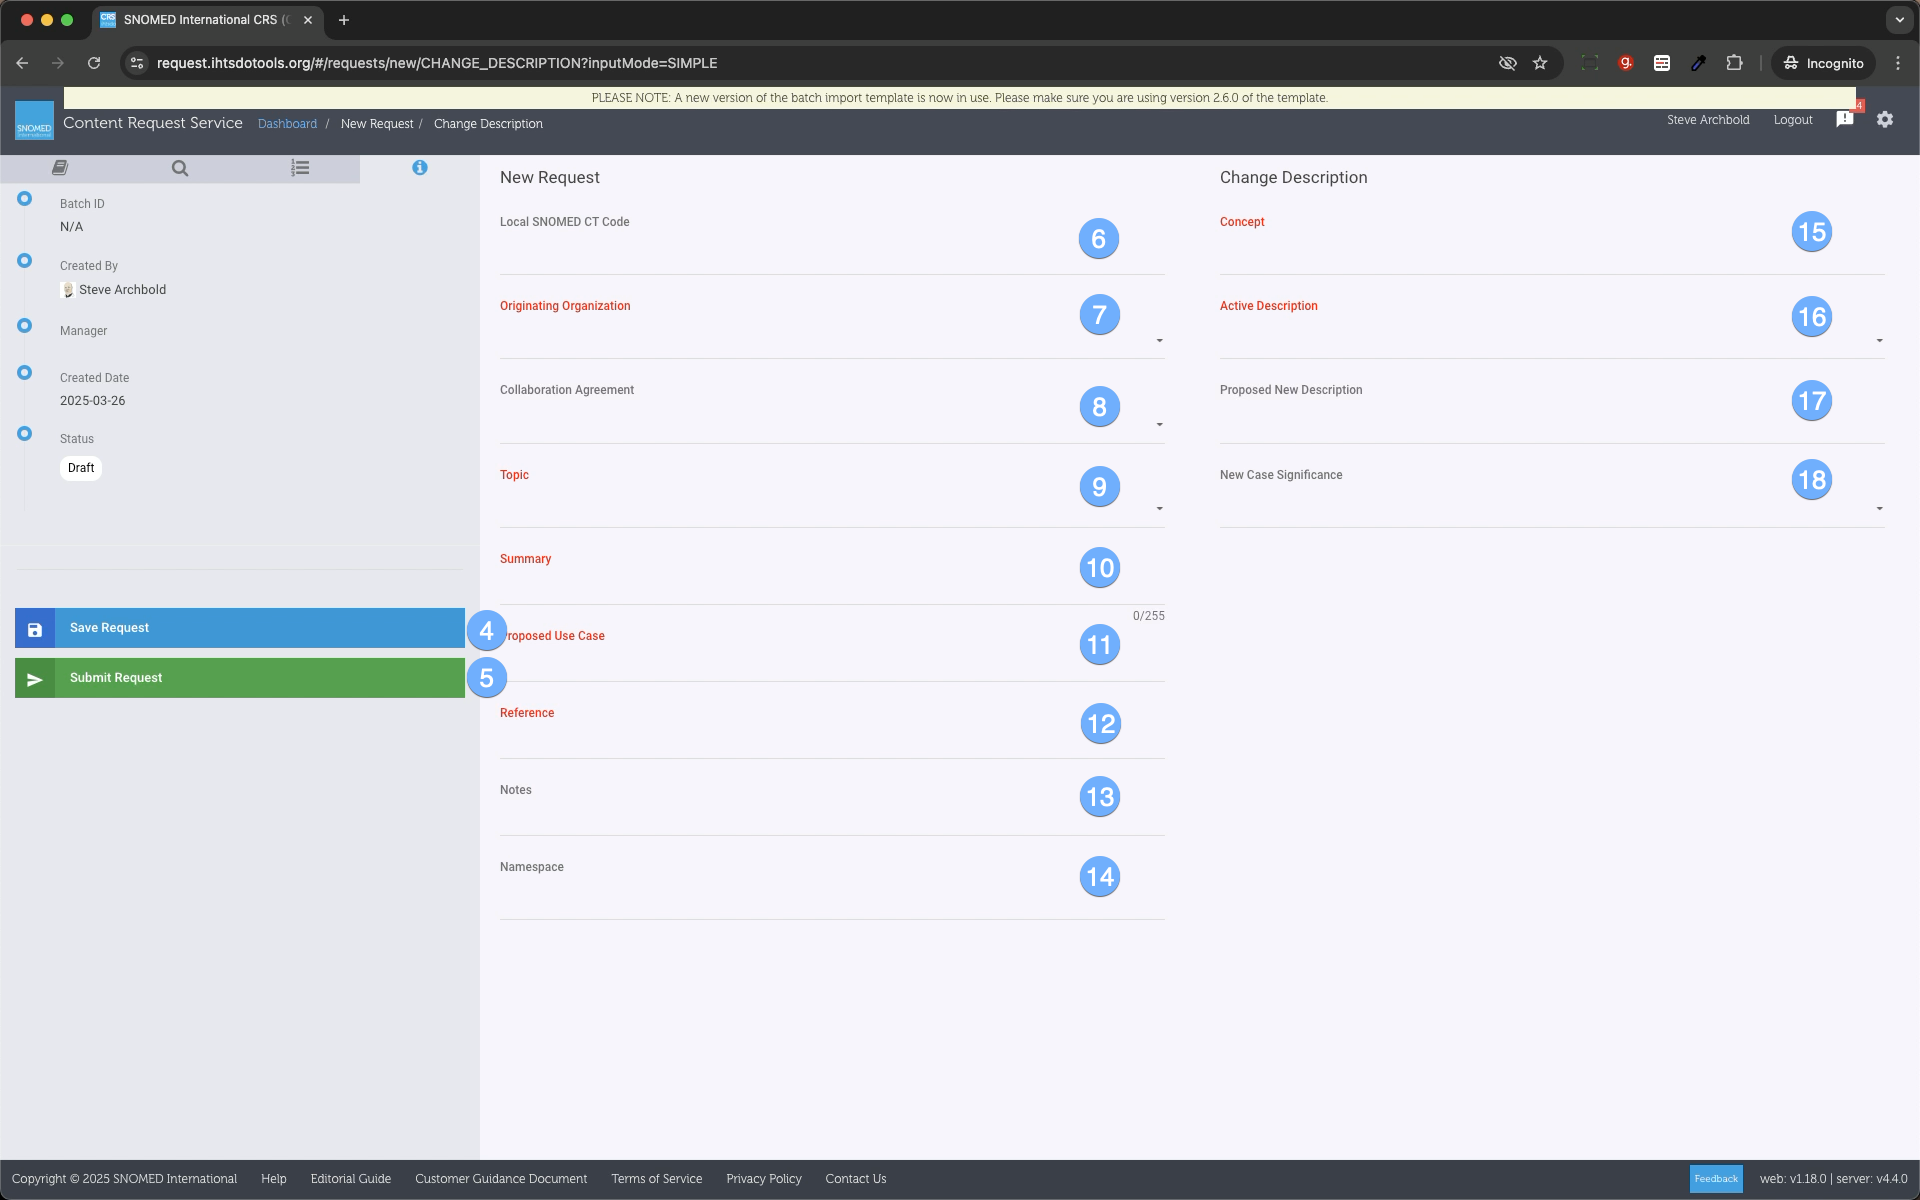 SNOMED International CRS (
request.ihtsdotools.org/#/requests/new/CHANGE_DESCRIPTION?inputMode=SIMPLE
Incognito
PLEASE NOTE: A new version of the batch import template is now in use. Please make sure you are using version 2.6.0 of the template.
SNOMED International
Content Request Service
Dashboard / New Request / Change Description
Steve Archbold
Logout
4
Batch ID
N/A
Created By
Steve Archbold
Manager
Created Date
2025-03-26
Status
Draft
Save Request
4
Submit Request
5
New Request
Local SNOMED CT Code
6
Originating Organization
7
Collaboration Agreement
8
Topic
9
Summary
10
0/255
roposed Use Case
11
Reference
12
Notes
13
Namespace
14
Change Description
Concept
15
Active Description
16
Proposed New Description
17
New Case Significance
18
Copyright © 2025 SNOMED International
Help
Editorial Guide
Customer Guidance Document
Terms of Service
Privacy Policy
Contact Us
Feedback
web: v1.18.0 | server: v4.4.0